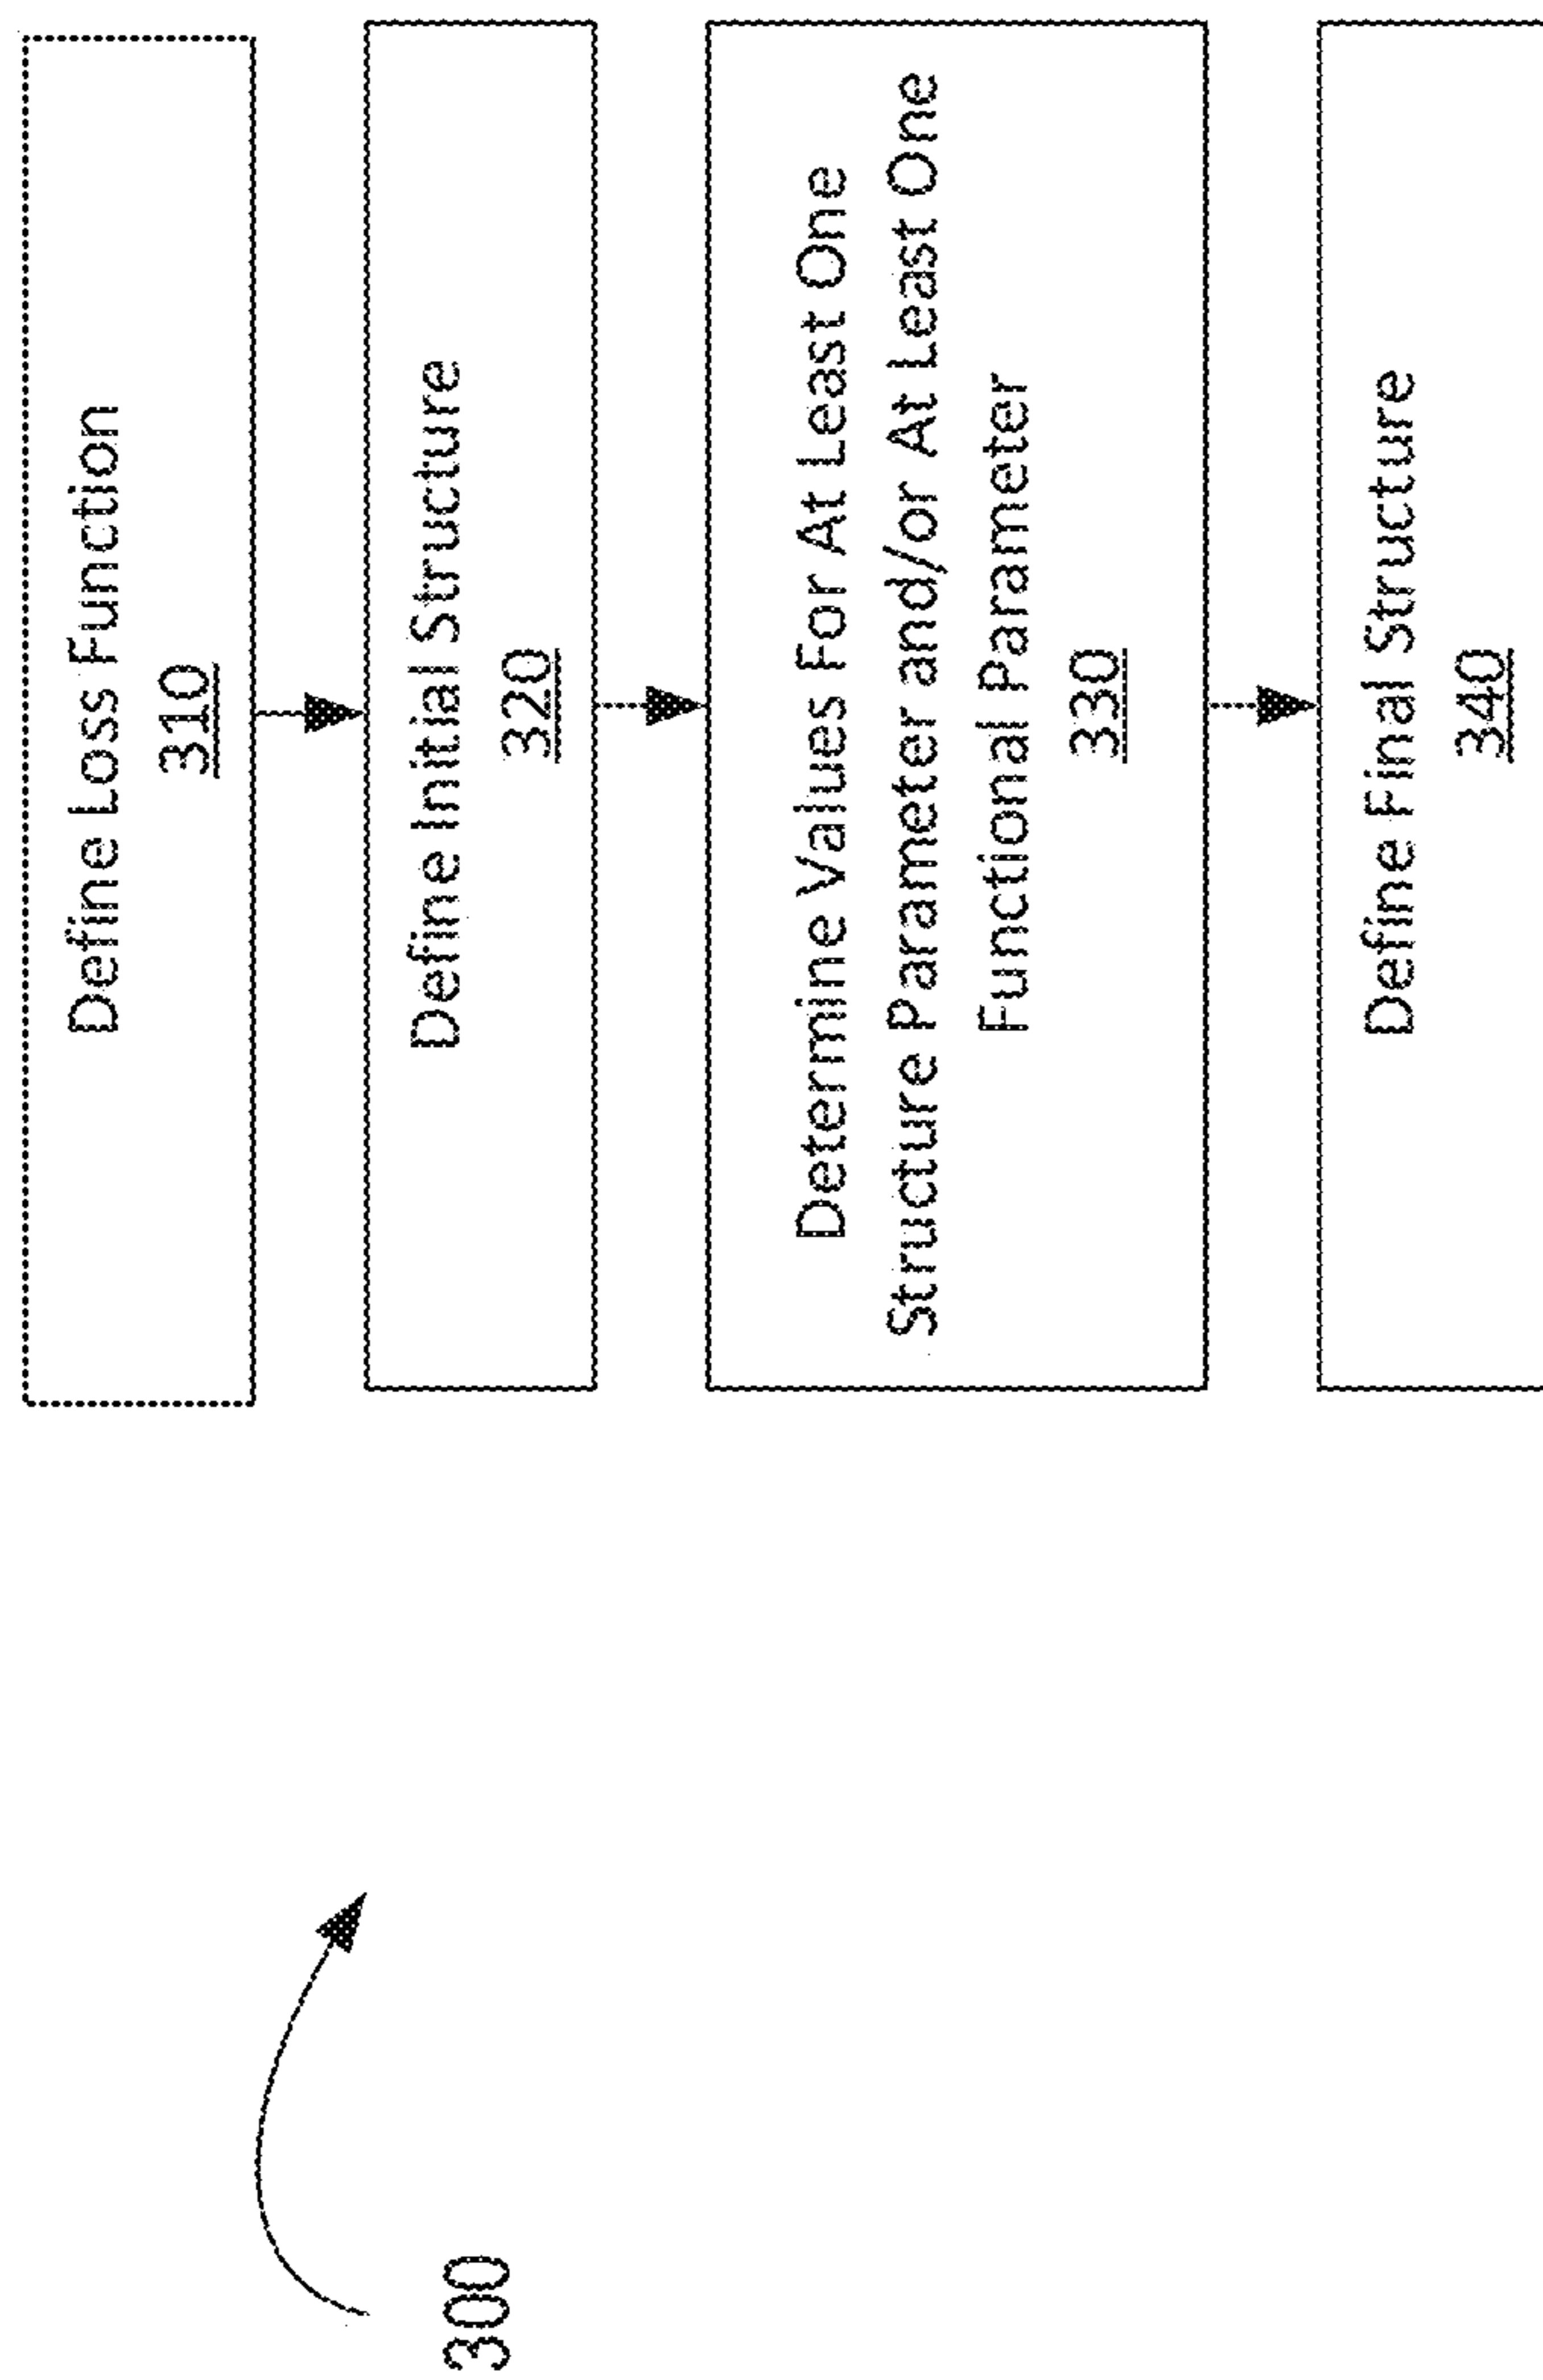 300
Define Loss Function
310
Define Initial Structure
320
Determine Values For At Least One
Structure Parameter and/or At Least One
Functional Parameter
330
Define Final Structure
340